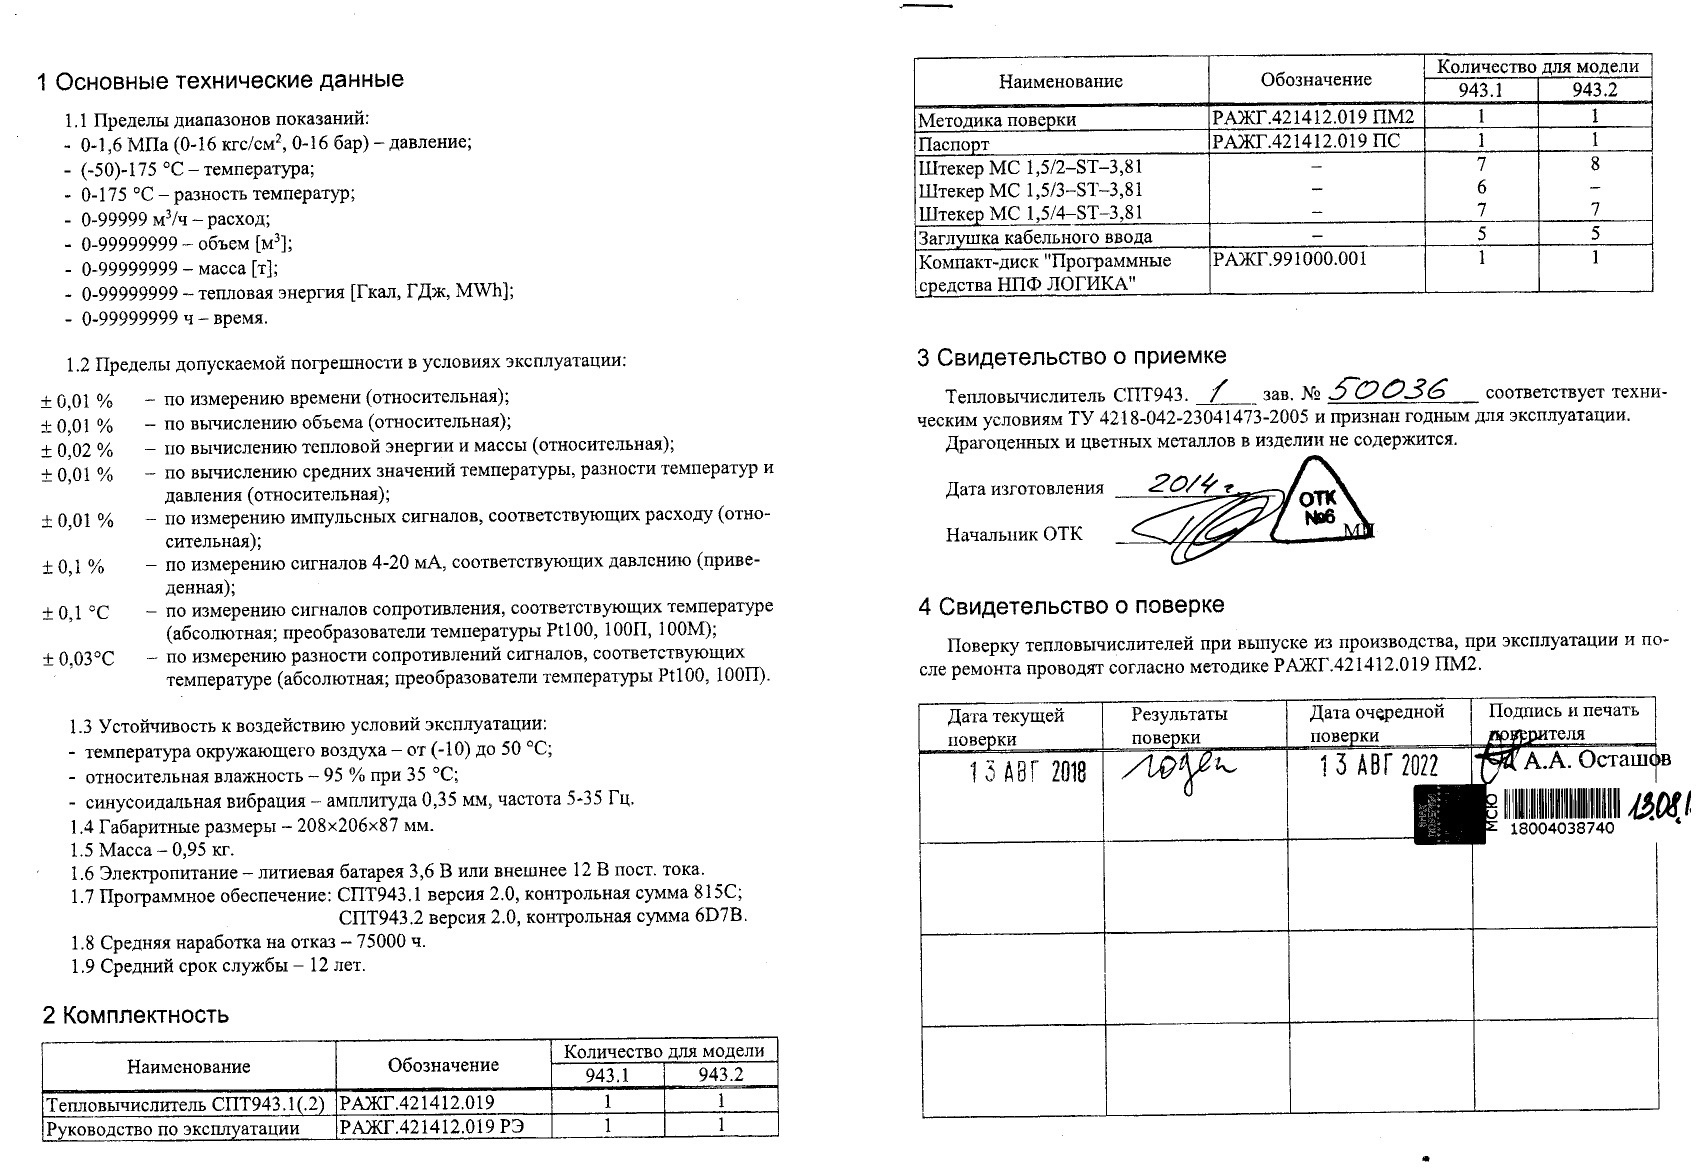 1 Основные технические данные
1.1 Пределы диапазонов показаний:
- 0-1,6 МПа (0-16 кгс/см², 0-16 бар) – давление;
- (-50)-175 °С – температура;
- 0-175 °С – разность температур;
- 0-99999 м³/ч – расход;
- 0-99999999 – объем [м³];
- 0-99999999 – масса [т];
- 0-99999999 – тепловая энергия [Гкал, ГДж, MWh];
- 0-99999999 ч – время.
1.2 Пределы допускаемой погрешности в условиях эксплуатации:
± 0,01 % – по измерению времени (относительная);
± 0,01 % – по вычислению объема (относительная);
± 0,02 % – по вычислению тепловой энергии и массы (относительная);
± 0,01 % – по вычислению средних значений температуры, разности температур и
давления (относительная);
± 0,01 % – по измерению импульсных сигналов, соответствующих расходу (отно-
сительная);
± 0,1 % – по измерению сигналов 4-20 мА, соответствующих давлению (приве-
денная);
± 0,1 °С – по измерению сигналов сопротивления, соответствующих температуре
(абсолютная; преобразователи температуры Pt100, 100П, 100М);
± 0,03°С – по измерению разности сопротивлений сигналов, соответствующих
температуре (абсолютная; преобразователи температуры Pt100, 100П).
1.3 Устойчивость к воздействию условий эксплуатации:
- температура окружающего воздуха – от (-10) до 50 °С;
- относительная влажность – 95 % при 35 °С;
- синусоидальная вибрация – амплитуда 0,35 мм, частота 5-35 Гц.
1.4 Габаритные размеры – 208×206×87 мм.
1.5 Масса – 0,95 кг.
1.6 Электропитание – литиевая батарея 3,6 В или внешнее 12 В пост. тока.
1.7 Программное обеспечение: СПТ943.1 версия 2.0, контрольная сумма 815С;
СПТ943.2 версия 2.0, контрольная сумма 6D7B.
1.8 Средняя наработка на отказ – 75000 ч.
1.9 Средний срок службы – 12 лет.
2 Комплектность
Наименование Обозначение Количество для модели
943.1 943.2
Тепловычислитель СПТ943.1(.2) РАЖГ.421412.019 1 1
Руководство по эксплуатации РАЖГ.421412.019 РЭ 1 1
Наименование Обозначение Количество для модели
943.1 943.2
Методика поверки РАЖГ.421412.019 ПМ2 1 1
Паспорт РАЖГ.421412.019 ПС 1 1
Штекер МС 1,5/2–ST–3,81 – 7 8
Штекер МС 1,5/3–ST–3,81 – 6 –
Штекер МС 1,5/4–ST–3,81 – 7 7
Заглушка кабельного ввода – 5 5
Компакт-диск "Программные РАЖГ.991000.001 1 1
средства НПФ ЛОГИКА"
3 Свидетельство о приемке
Тепловычислитель СПТ943. 1 зав. № 50036 соответствует техни-
ческим условиям ТУ 4218-042-23041473-2005 и признан годным для эксплуатации.
Драгоценных и цветных металлов в изделии не содержится.
Дата изготовления 2014 г.
ОТК
№6
Начальник ОТК МП
4 Свидетельство о поверке
Поверку тепловычислителей при выпуске из производства, при эксплуатации и по-
сле ремонта проводят согласно методике РАЖГ.421412.019 ПМ2.
Дата текущей Результаты Дата очередной Подпись и печать
поверки поверки поверки поверителя
13 АВГ 2018 годен 13 АВГ 2022 А.А. Осташов
МСЮ 13.08.1
18004038740